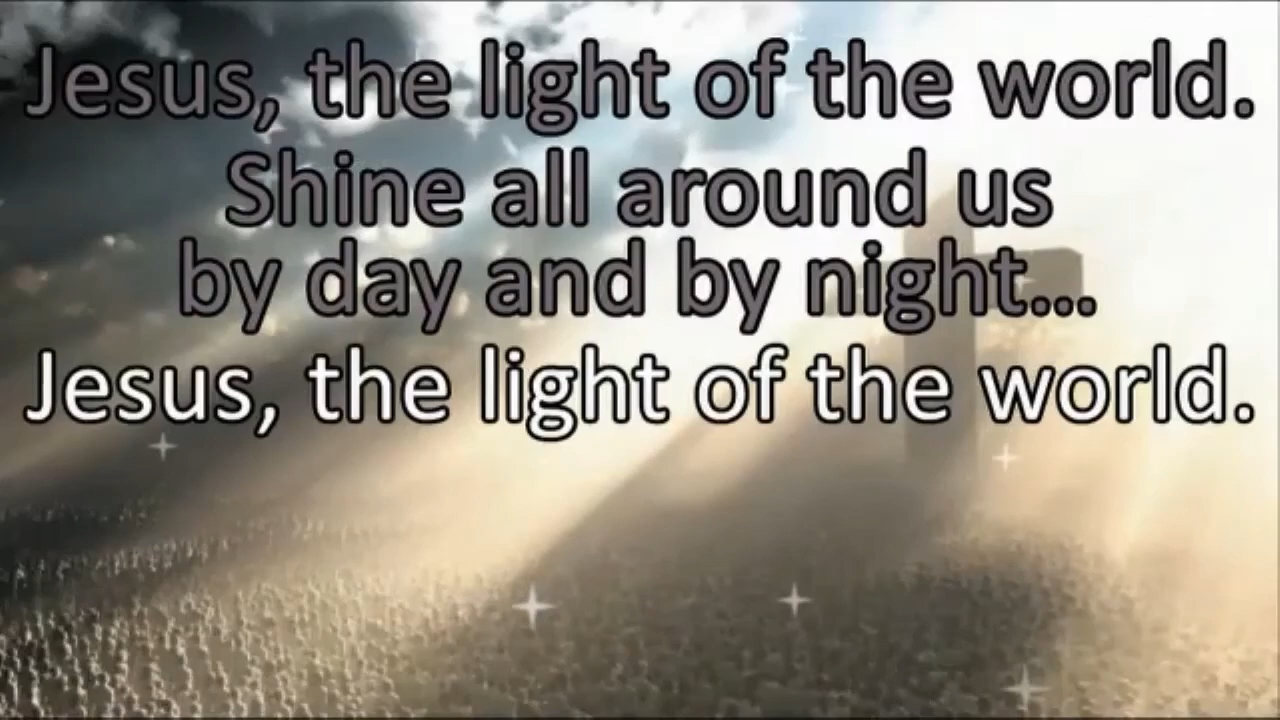 Jesus, the light of the world.
Shine all around us
by day and by night...
Jesus, the light of the world.